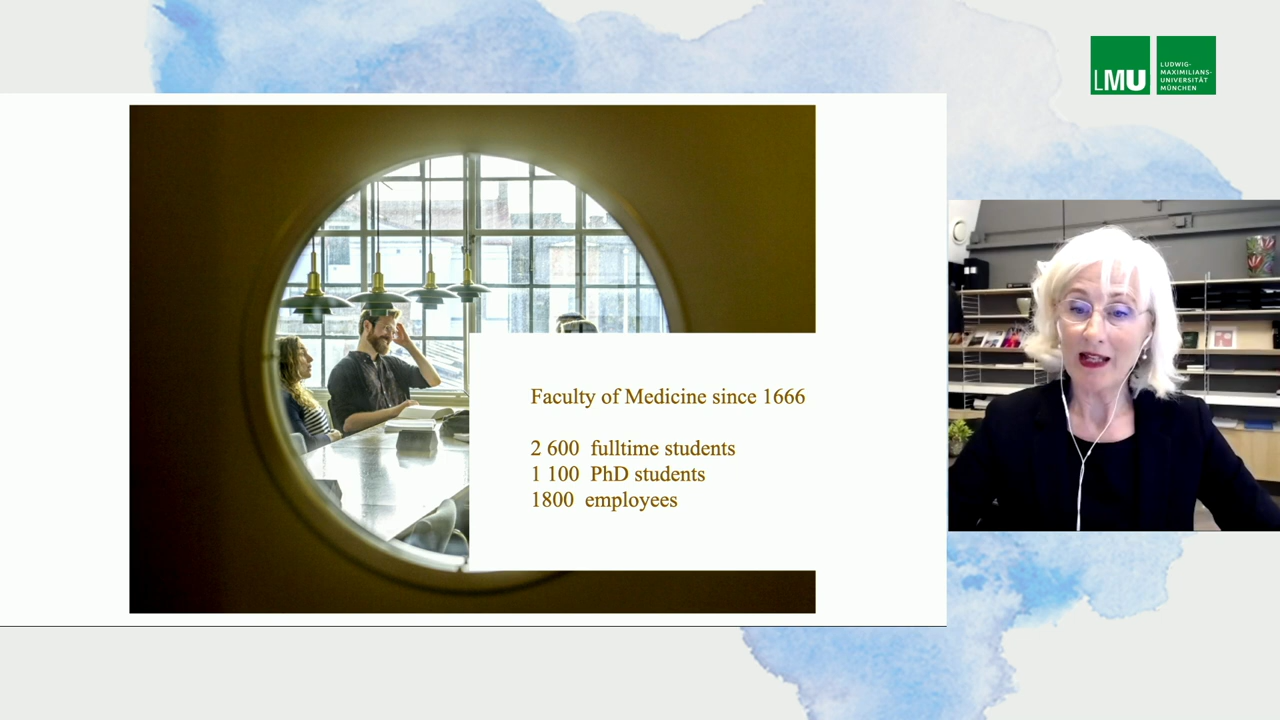 LMU
LUDWIG-
MAXIMILIANS-
UNIVERSITÄT
MÜNCHEN
Faculty of Medicine since 1666
2 600 fulltime students
1 100 PhD students
1800 employees